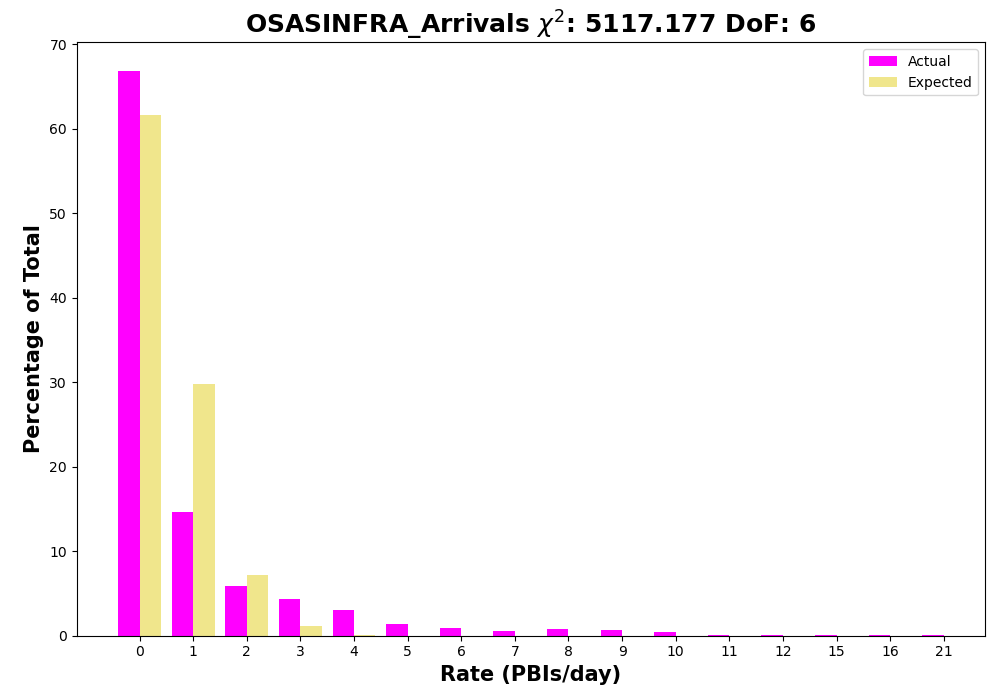 OSASINFRA_Arrivals χ²: 5117.177 DoF: 6
Actual
Expected
Percentage of Total
70
60
50
40
30
20
10
0
0 1 2 3 4 5 6 7 8 9 10 11 12 15 16 21
Rate (PBIs/day)